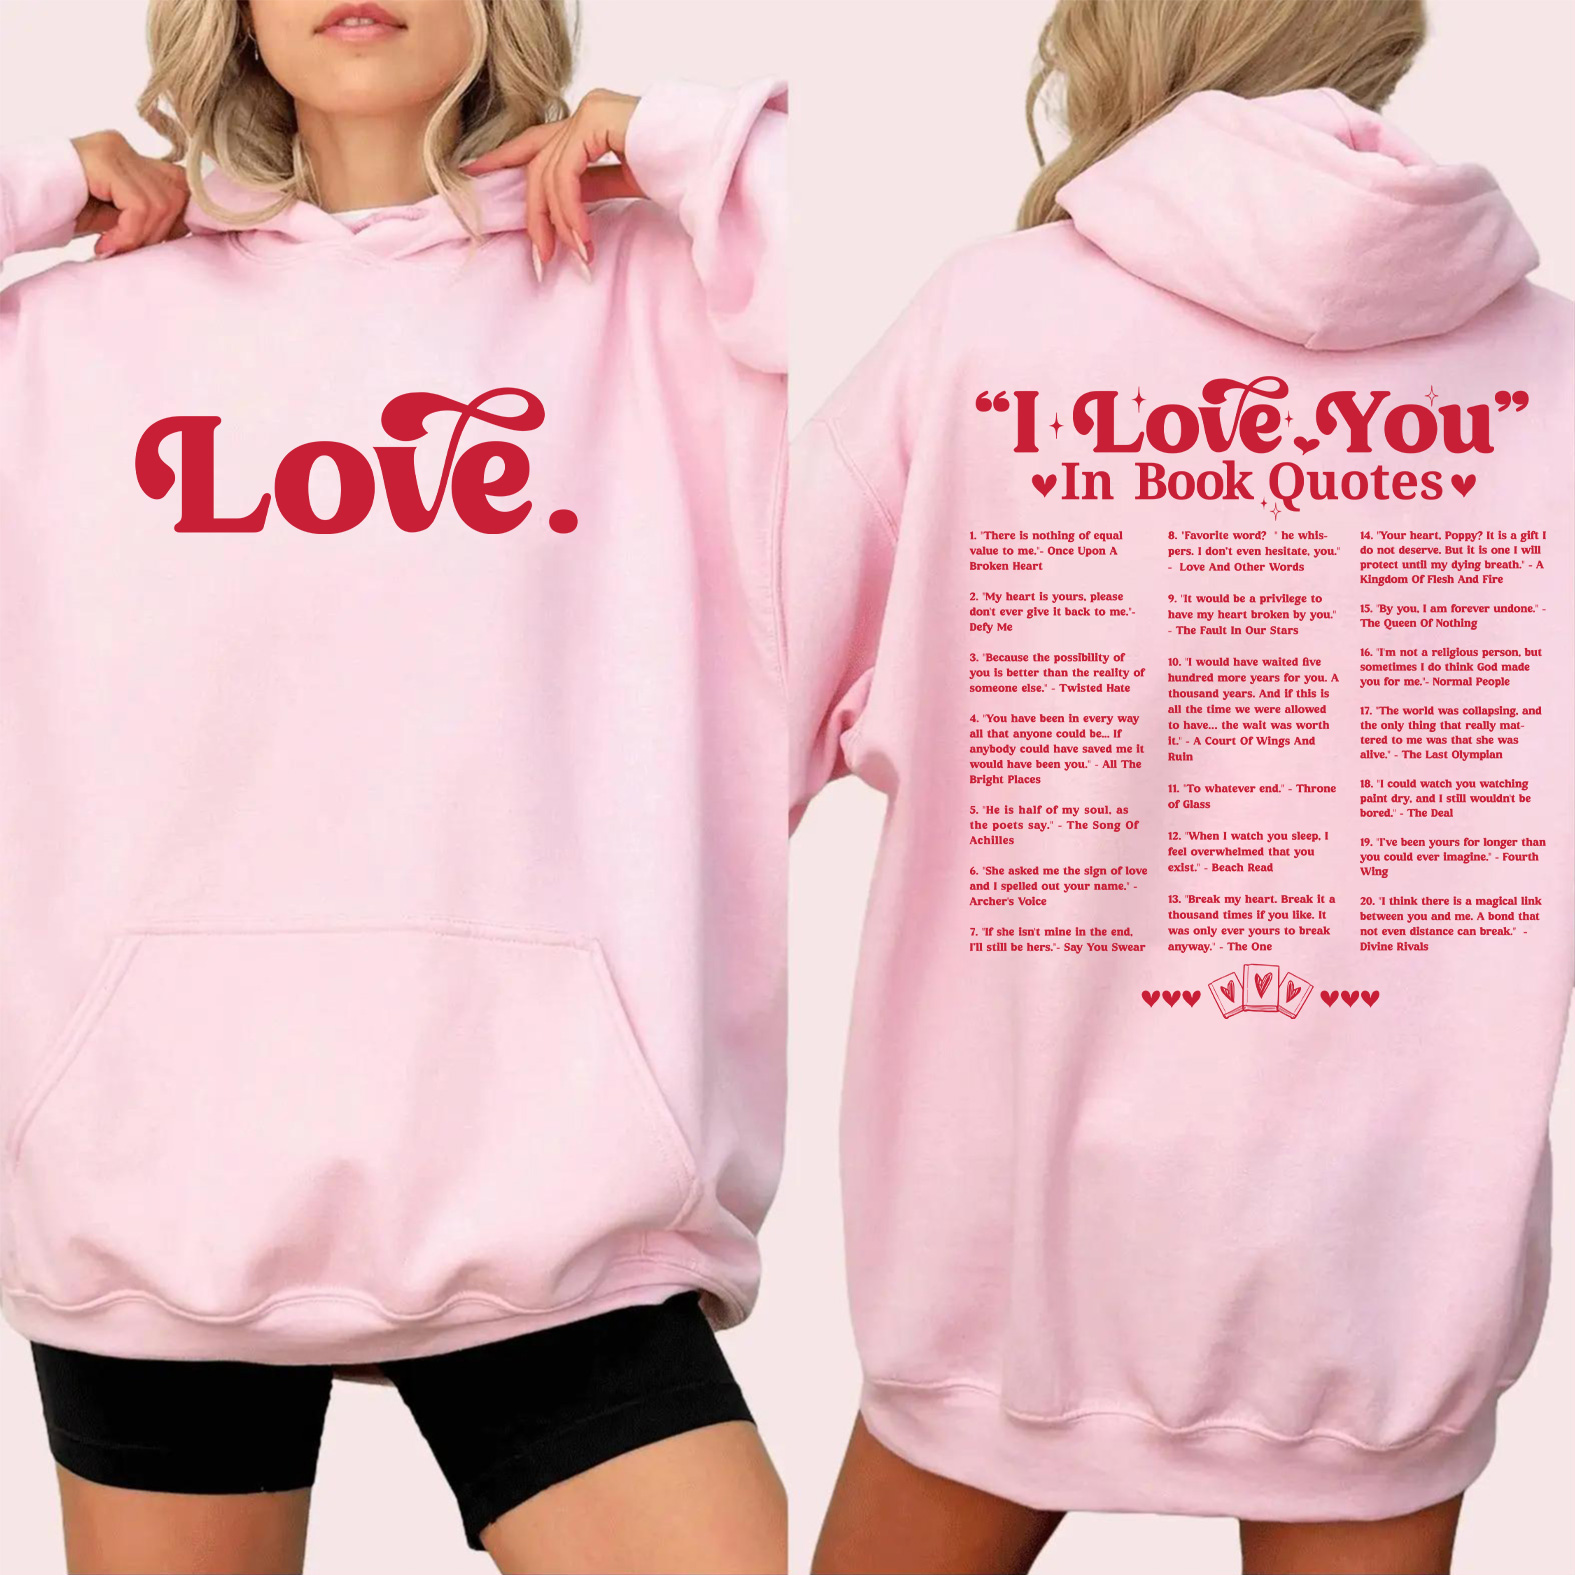 Love.
“I Love You”
In Book Quotes
1. "There is nothing of equal
value to me."- Once Upon A
Broken Heart
2. "My heart is yours, please
don't ever give it back to me."-
Defy Me
3. "Because the possibility of
you is better than the reality of
someone else." - Twisted Hate
4. "You have been in every way
all that anyone could be... If
anybody could have saved me it
would have been you." - All The
Bright Places
5. "He is half of my soul, as
the poets say." - The Song Of
Achilles
6. "She asked me the sign of love
and I spelled out your name." -
Archer's Voice
7. "If she isn't mine in the end,
I'll still be hers."- Say You Swear
8. "Favorite word? " he whis-
pers. I don't even hesitate, you."
- Love And Other Words
9. "It would be a privilege to
have my heart broken by you."
- The Fault In Our Stars
10. "I would have waited five
hundred more years for you. A
thousand years. And if this is
all the time we were allowed
to have... the wait was worth
it." - A Court Of Wings And
Ruin
11. "To whatever end." - Throne
of Glass
12. "When I watch you sleep, I
feel overwhelmed that you
exist." - Beach Read
13. "Break my heart. Break it a
thousand times if you like. It
was only ever yours to break
anyway." - The One
14. "Your heart, Poppy? It is a gift I
do not deserve. But it is one I will
protect until my dying breath." - A
Kingdom Of Flesh And Fire
15. "By you, I am forever undone." -
The Queen Of Nothing
16. "I'm not a religious person, but
sometimes I do think God made
you for me."- Normal People
17. "The world was collapsing, and
the only thing that really mat-
tered to me was that she was
alive." - The Last Olympian
18. "I could watch you watching
paint dry, and I still wouldn't be
bored." - The Deal
19. "I've been yours for longer than
you could ever imagine." - Fourth
Wing
20. "I think there is a magical link
between you and me. A bond that
not even distance can break." -
Divine Rivals